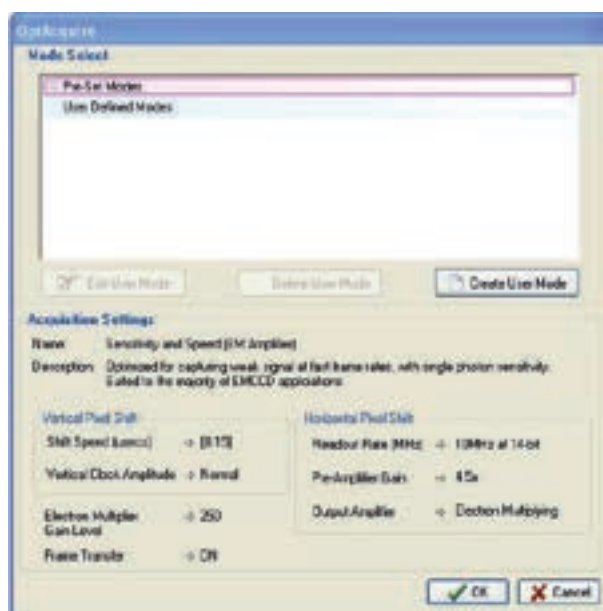 OptAcquire
Mode Select
Pre-Set Modes
User Defined Modes
Edit User Mode
Delete User Mode
Create User Mode
Acquisition Settings
Name: Sensitivity and Speed (EM Amplifier)
Description: Optimized for capturing weak signal at fast frame rates, with single photon sensitivity.
Suited to the majority of EMCCD applications
Vertical Pixel Shift
Shift Speed (usecs)
Vertical Clock Amplitude Normal
Electron Multiplier
Gain Level
Frame Transfer ON
Horizontal Pixel Shift
Readout Rate (MHz) 10MHz at 14-bit
Pre-Amplifier Gain
Output Amplifier Electron Multiplying
OK
Cancel